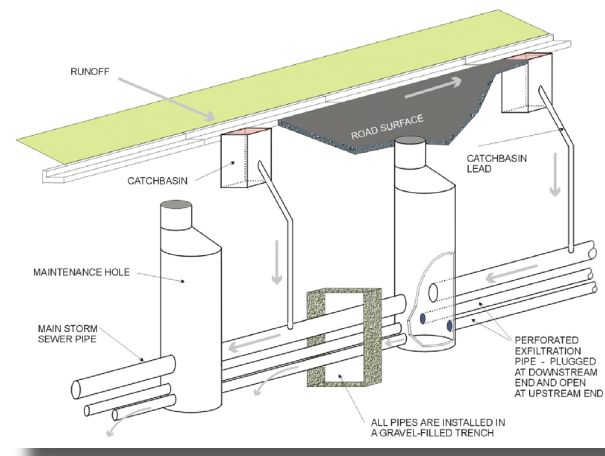 RUNOFF
ROAD SURFACE
CATCHBASIN
CATCHBASIN
LEAD
MAINTENANCE HOLE
MAIN STORM
SEWER PIPE
PERFORATED
EXFILTRATION
PIPE - PLUGGED
AT DOWNSTREAM
END AND OPEN
AT UPSTREAM END
ALL PIPES ARE INSTALLED IN
A GRAVEL-FILLED TRENCH